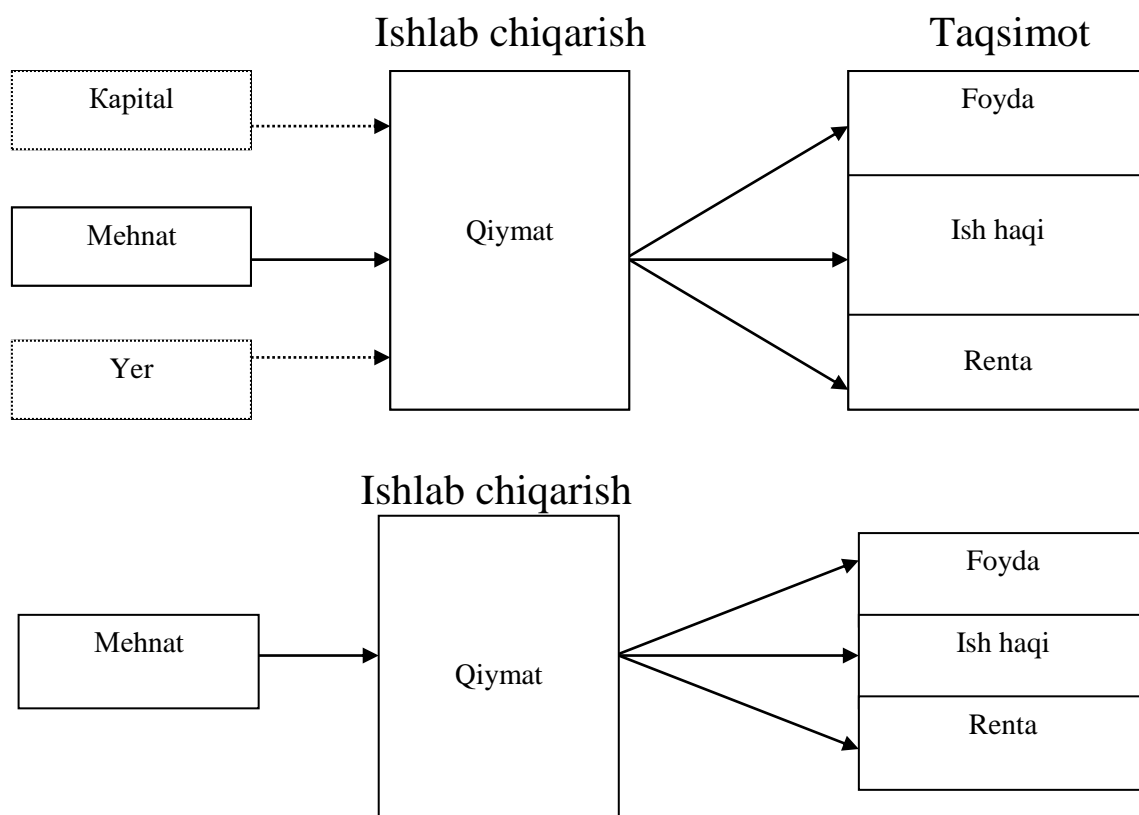 Ishlab chiqarish
Taqsimot
Kapital
Mehnat
Yer
Qiymat
Foyda
Ish haqi
Renta
Ishlab chiqarish
Mehnat
Qiymat
Foyda
Ish haqi
Renta